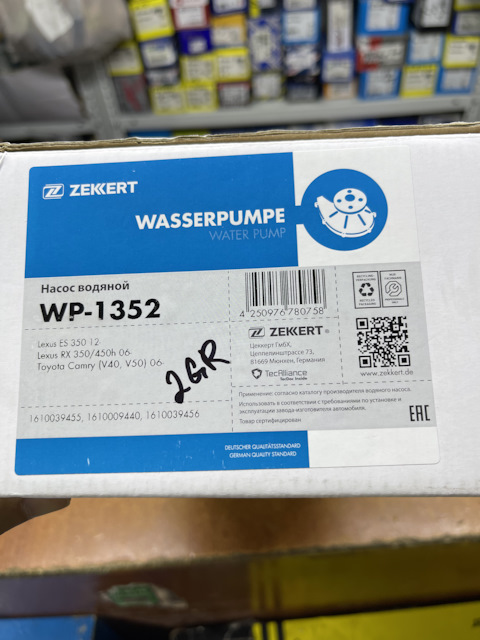 ZEKKERT
WASSERPUMPE
WATER PUMP
Насос водяной
WP-1352
Lexus ES 350 12-
Lexus RX 350/450h 06-
Toyota Camry (V40, V50) 06-
2GR
1610039455, 1610009440, 1610039456
4 250976 780758
ZEKKERT®
Цеккерт ГмбХ,
Цеппелинштрассе 73,
81669 Мюнхен, Германия
TecAlliance
www.zekkert.de
Применение: согласно каталогу производителя водяного насоса.
Использовать в соответствии с требованиями по установке и
эксплуатации завода-изготовителя автомобиля.
Товар сертифицирован
EAC
DEUTSCHER QUALITÄTSSTANDARD
GERMAN QUALITY STANDARD